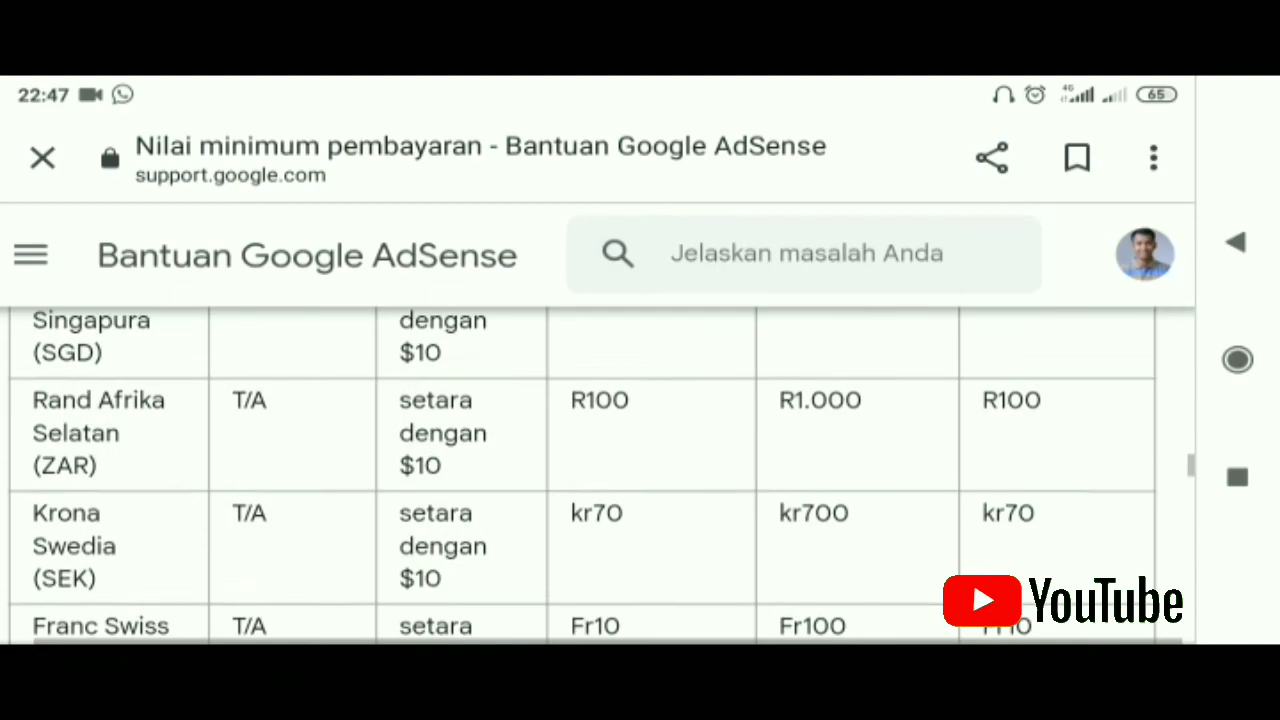 22:47
4G
65
Nilai minimum pembayaran - Bantuan Google AdSense
support.google.com
Bantuan Google AdSense
Jelaskan masalah Anda
Singapura
(SGD)
dengan
$10
Rand Afrika
Selatan
(ZAR)
T/A
setara
dengan
$10
R100
R1.000
R100
Krona
Swedia
(SEK)
T/A
setara
dengan
$10
kr70
kr700
kr70
Franc Swiss
T/A
setara
Fr10
Fr100
Fr10
YouTube